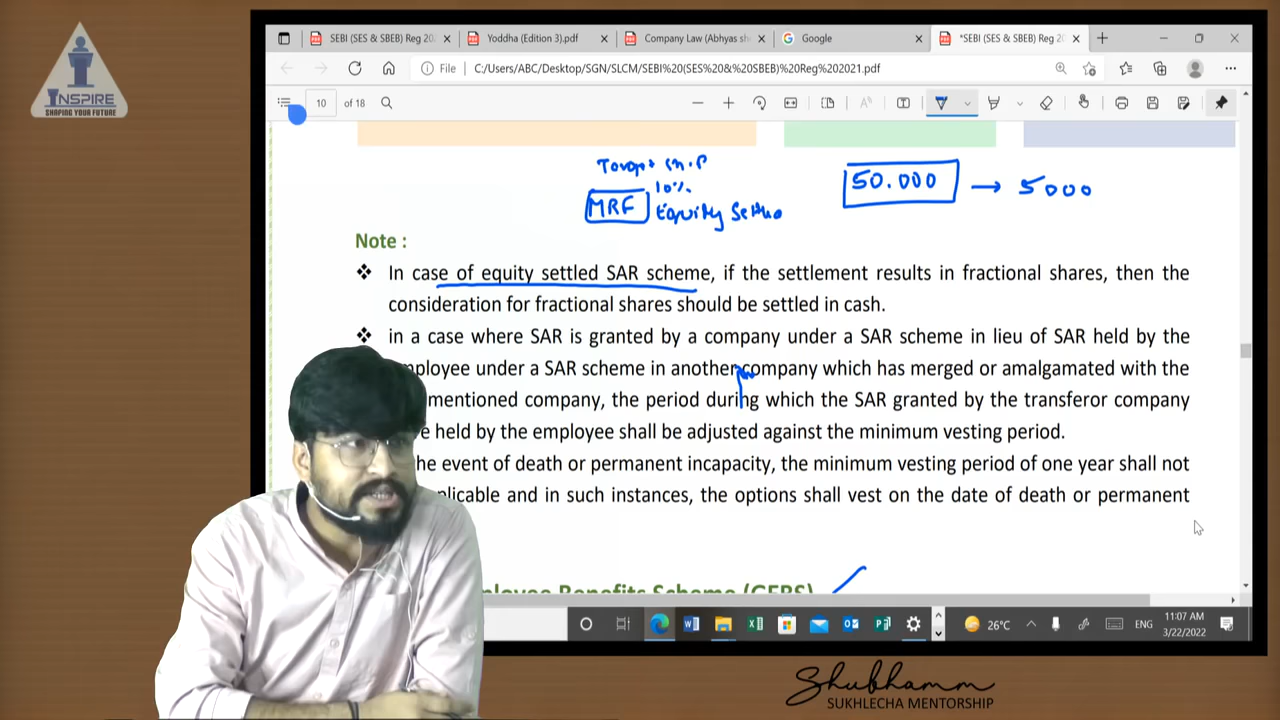 INSPIRE
SHAPING YOUR FUTURE
SEBI (SES & SBEB) Reg 20
Yoddha (Edition 3).pdf
Company Law (Abhyas sh
Google
*SEBI (SES & SBEB) Reg 2
File
C:/Users/ABC/Desktop/SGN/SLCM/SEBI%20(SES%20&%20SBEB)%20Reg%202021.pdf
10 of 18
10%
MRF
50.000 → 5000
Note :
❖ In case of equity settled SAR scheme, if the settlement results in fractional shares, then the
consideration for fractional shares should be settled in cash.
❖ in a case where SAR is granted by a company under a SAR scheme in lieu of SAR held by the
mployee under a SAR scheme in another company which has merged or amalgamated with the
mentioned company, the period during which the SAR granted by the transferor company
e held by the employee shall be adjusted against the minimum vesting period.
he event of death or permanent incapacity, the minimum vesting period of one year shall not
plicable and in such instances, the options shall vest on the date of death or permanent
ployee Benefits Scheme (GEBS)
26°C
ENG
11:07 AM
3/22/2022
Shubhamm
SUKHLECHA MENTORSHIP